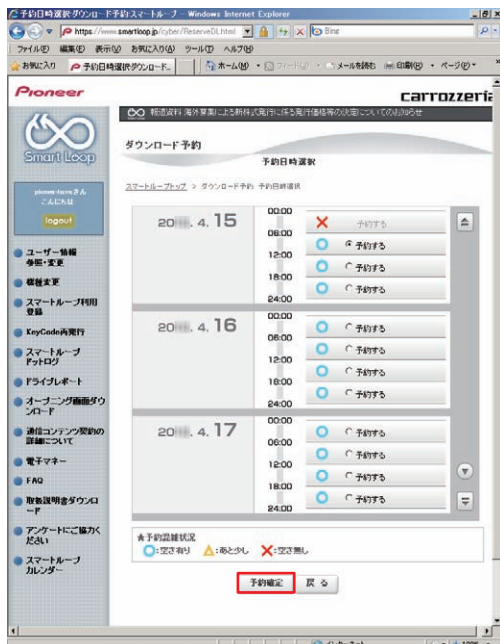 予約日時選択 ダウンロード予約:スマートループ - Windows Internet Explorer
https://www.smartloop.jp/cyber/ReserveDl.html
Bing
ファイル(F) 編集(E) 表示(V) お気に入り(A) ツール(T) ヘルプ(H)
お気に入り 予約日時選択 ダウンロード... ホーム(M) メールを読む 印刷(R) ページ(P)
Pioneer
carrozzeria
報道資料 海外募集による新株式発行に係る発行価格等の決定についてのお知らせ
Smart Loop
ダウンロード予約
予約日時選択
スマートループトップ > ダウンロード予約 予約日時選択
さん
こんにちは
logout
ユーザー情報
参照・変更
機種変更
スマートループ利用
登録
KeyCode再発行
スマートループ
ドットログ
ドライブレポート
オープニング画面ダウ
ンロード
通信コンテンツ契約の
詳細について
電子マネー
FAQ
取扱説明書ダウンロ
ード
アンケートにご協力く
ださい
スマートループ
カレンダー
20 . 4. 15
00:00
予約する
06:00
予約する
12:00
予約する
18:00
予約する
24:00
20 . 4. 16
00:00
予約する
06:00
予約する
12:00
予約する
18:00
予約する
24:00
20 . 4. 17
00:00
予約する
06:00
予約する
12:00
予約する
18:00
予約する
24:00
★予約混雑状況
○:空き有り △:あと少し ×:空き無し
予約確定 戻る